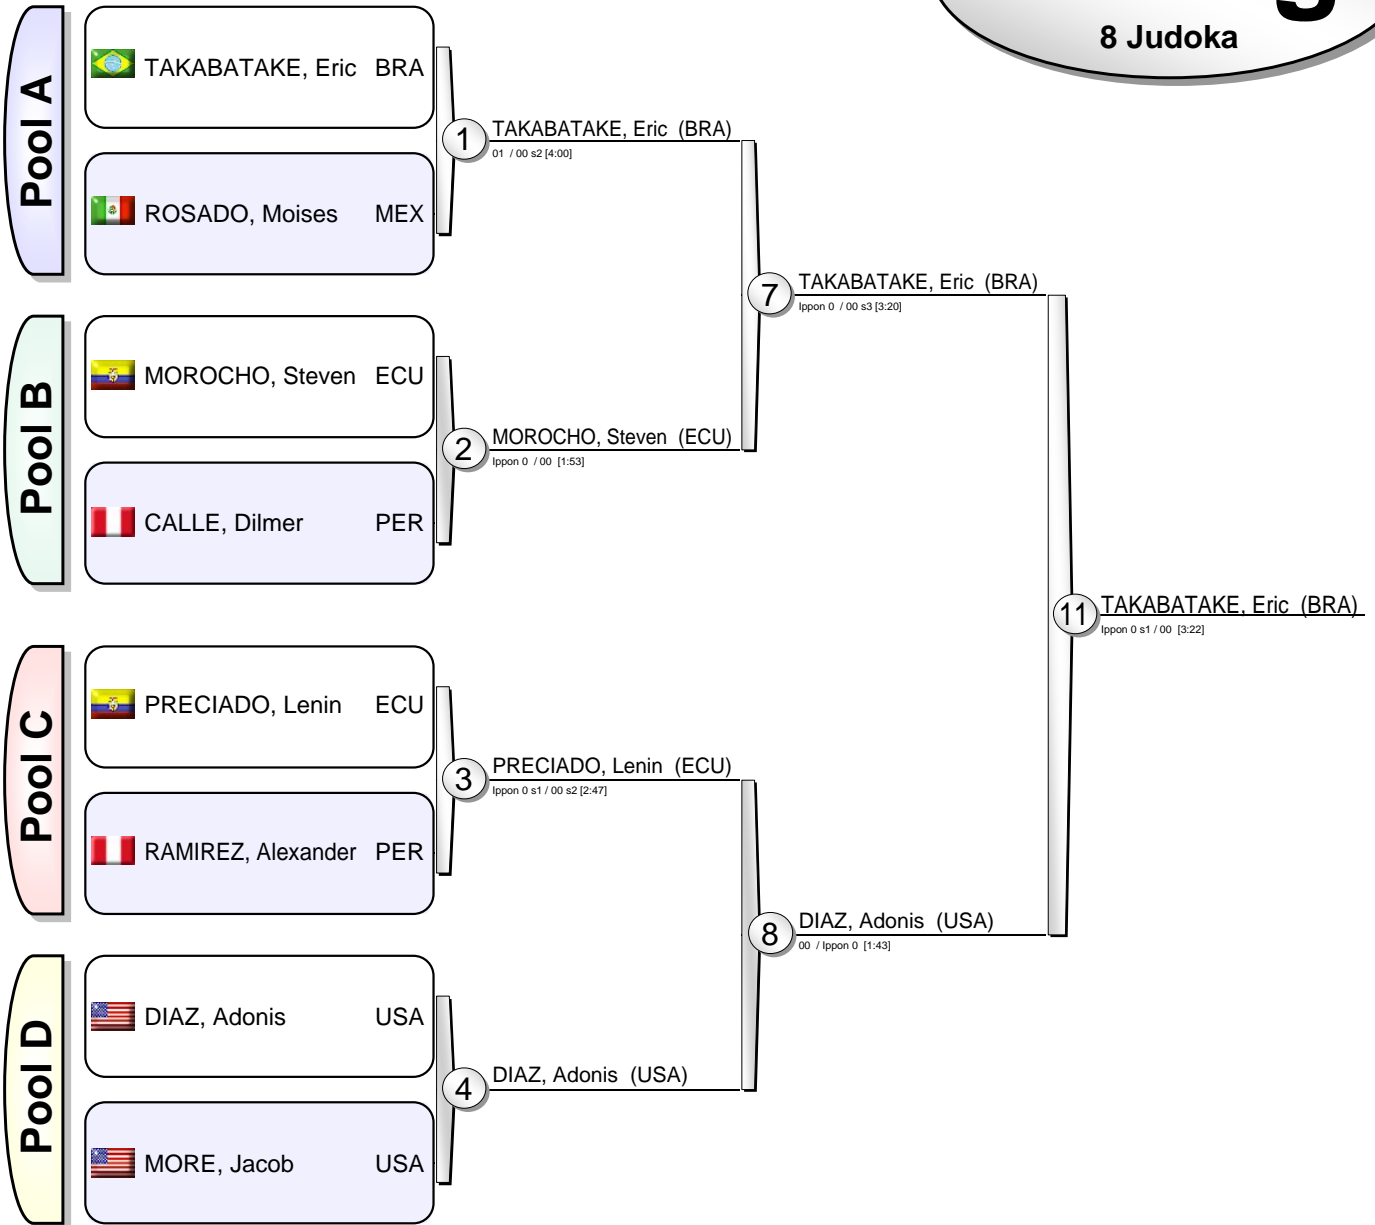 8 Judoka
Pool A
TAKABATAKE, Eric BRA
ROSADO, Moises MEX
1
TAKABATAKE, Eric (BRA)
01 / 00 s2 [4:00]
Pool B
MOROCHO, Steven ECU
CALLE, Dilmer PER
2
MOROCHO, Steven (ECU)
Ippon 0 / 00 [1:53]
7
TAKABATAKE, Eric (BRA)
Ippon 0 / 00 s3 [3:20]
Pool C
PRECIADO, Lenin ECU
RAMIREZ, Alexander PER
3
PRECIADO, Lenin (ECU)
Ippon 0 s1 / 00 s2 [2:47]
Pool D
DIAZ, Adonis USA
MORE, Jacob USA
4
DIAZ, Adonis (USA)
8
DIAZ, Adonis (USA)
00 / Ippon 0 [1:43]
11
TAKABATAKE, Eric (BRA)
Ippon 0 s1 / 00 [3:22]